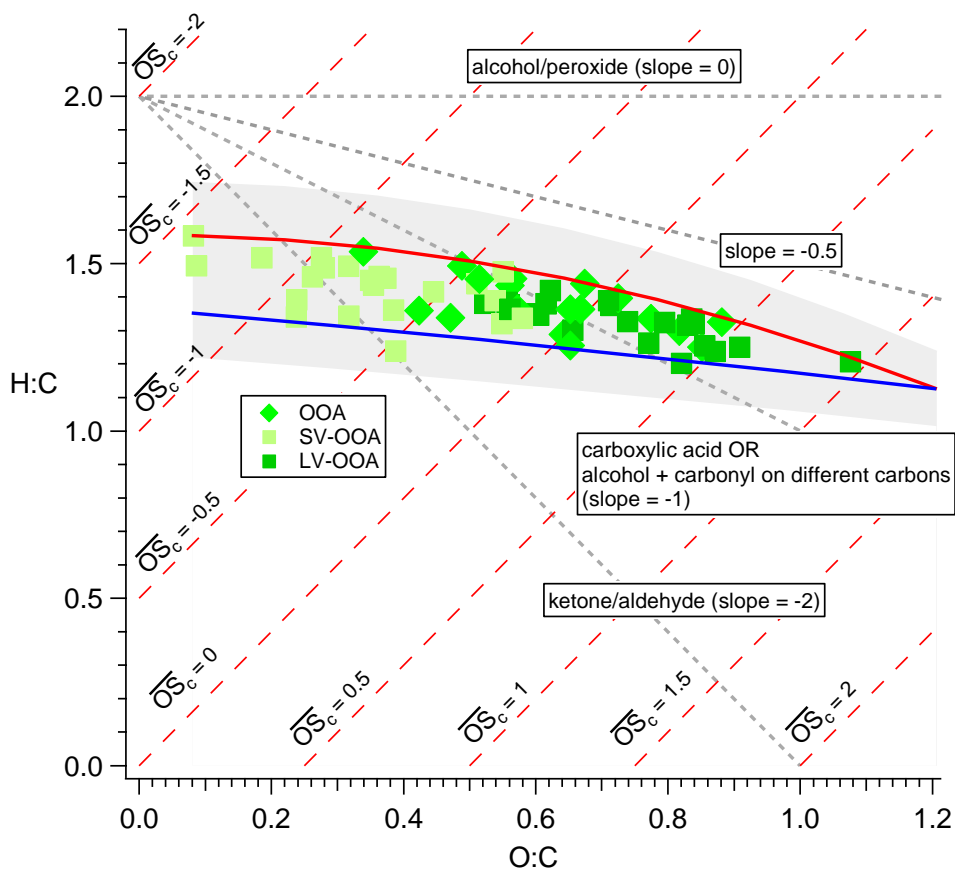 OSc = -2
alcohol/peroxide (slope = 0)
2.0
OSc = -1.5
slope = -0.5
1.5
OSc = -1
H:C
OOA
SV-OOA
LV-OOA
1.0
carboxylic acid OR
alcohol + carbonyl on different carbons
(slope = -1)
OSc = -0.5
0.5
ketone/aldehyde (slope = -2)
OSc = 0
OSc = 0.5
OSc = 1
OSc = 1.5
OSc = 2
0.0
0.0 0.2 0.4 0.6 0.8 1.0 1.2
O:C